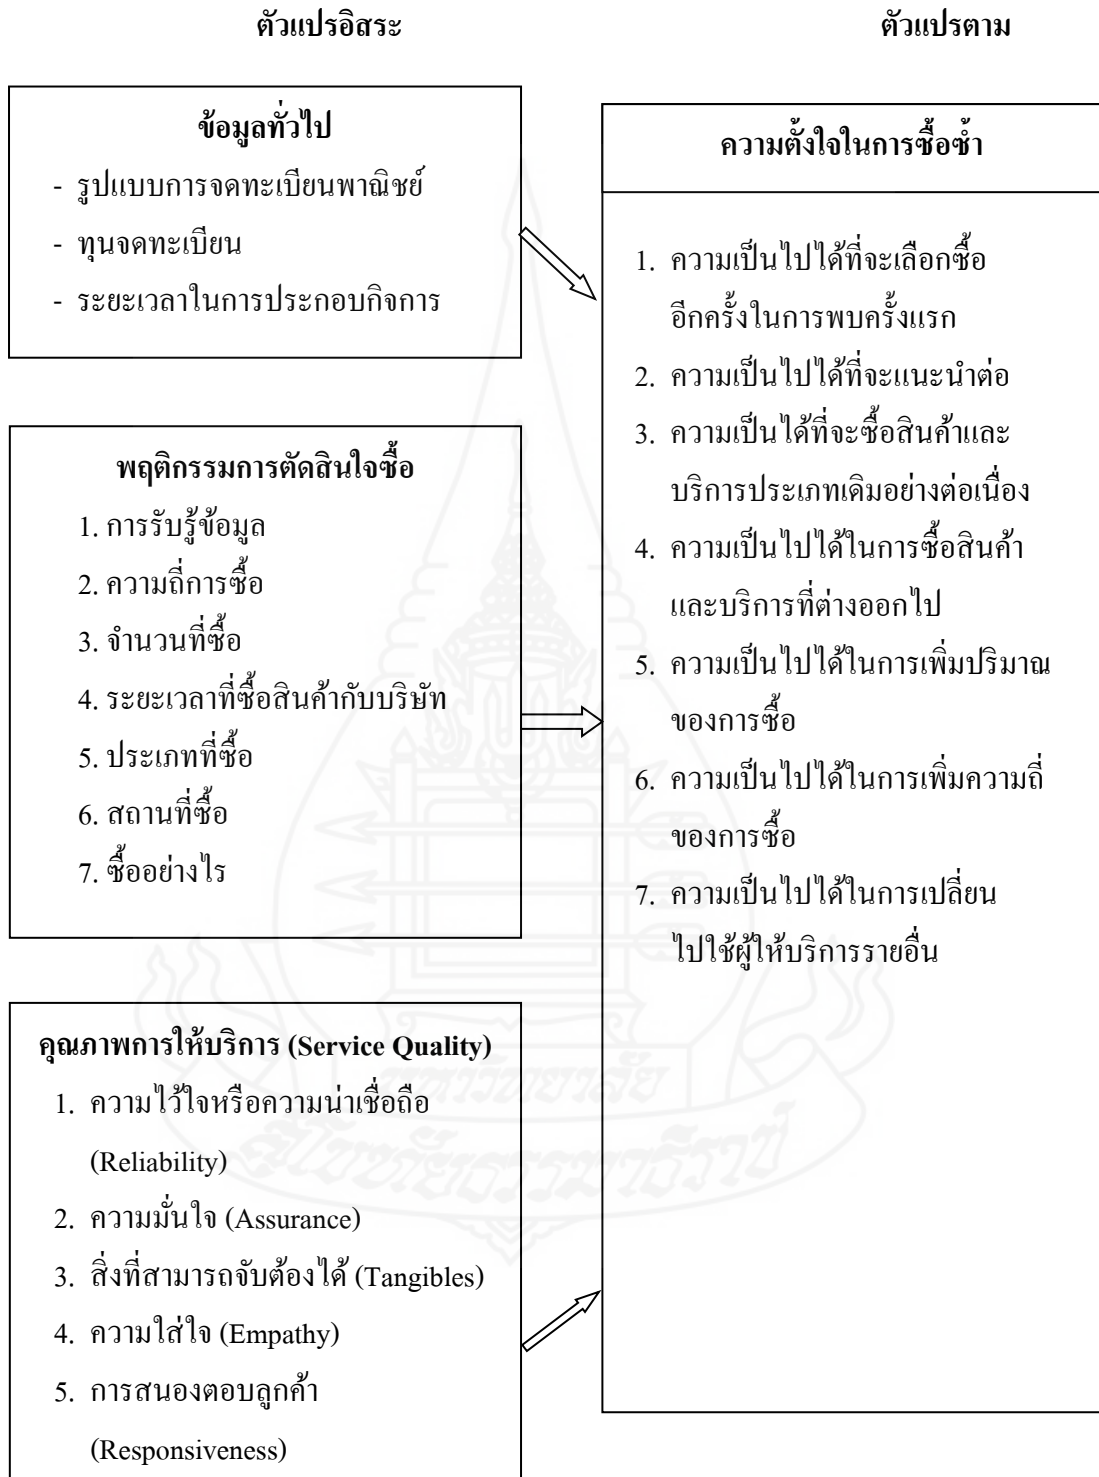 ตัวแปรอิสระ
ตัวแปรตาม
ข้อมูลทั่วไป
- รูปแบบการจดทะเบียนพาณิชย์
- ทุนจดทะเบียน
- ระยะเวลาในการประกอบกิจการ
พฤติกรรมการตัดสินใจซื้อ
1. การรับรู้ข้อมูล
2. ความถี่การซื้อ
3. จำนวนที่ซื้อ
4. ระยะเวลาที่ซื้อสินค้ากับบริษัท
5. ประเภทที่ซื้อ
6. สถานที่ซื้อ
7. ซื้ออย่างไร
คุณภาพการให้บริการ (Service Quality)
1. ความไว้ใจหรือความน่าเชื่อถือ
(Reliability)
2. ความมั่นใจ (Assurance)
3. สิ่งที่สามารถจับต้องได้ (Tangibles)
4. ความใส่ใจ (Empathy)
5. การสนองตอบลูกค้า
(Responsiveness)
ความตั้งใจในการซื้อซ้ำ
1. ความเป็นไปได้ที่จะเลือกซื้อ
อีกครั้งในการพบครั้งแรก
2. ความเป็นไปได้ที่จะแนะนำต่อ
3. ความเป็นได้ที่จะซื้อสินค้าและ
บริการประเภทเดิมอย่างต่อเนื่อง
4. ความเป็นไปได้ในการซื้อสินค้า
และบริการที่ต่างออกไป
5. ความเป็นไปได้ในการเพิ่มปริมาณ
ของการซื้อ
6. ความเป็นไปได้ในการเพิ่มความถี่
ของการซื้อ
7. ความเป็นไปได้ในการเปลี่ยน
ไปใช้ผู้ให้บริการรายอื่น
มหาวิทยาลัย
สุโขทัยธรรมาธิราช